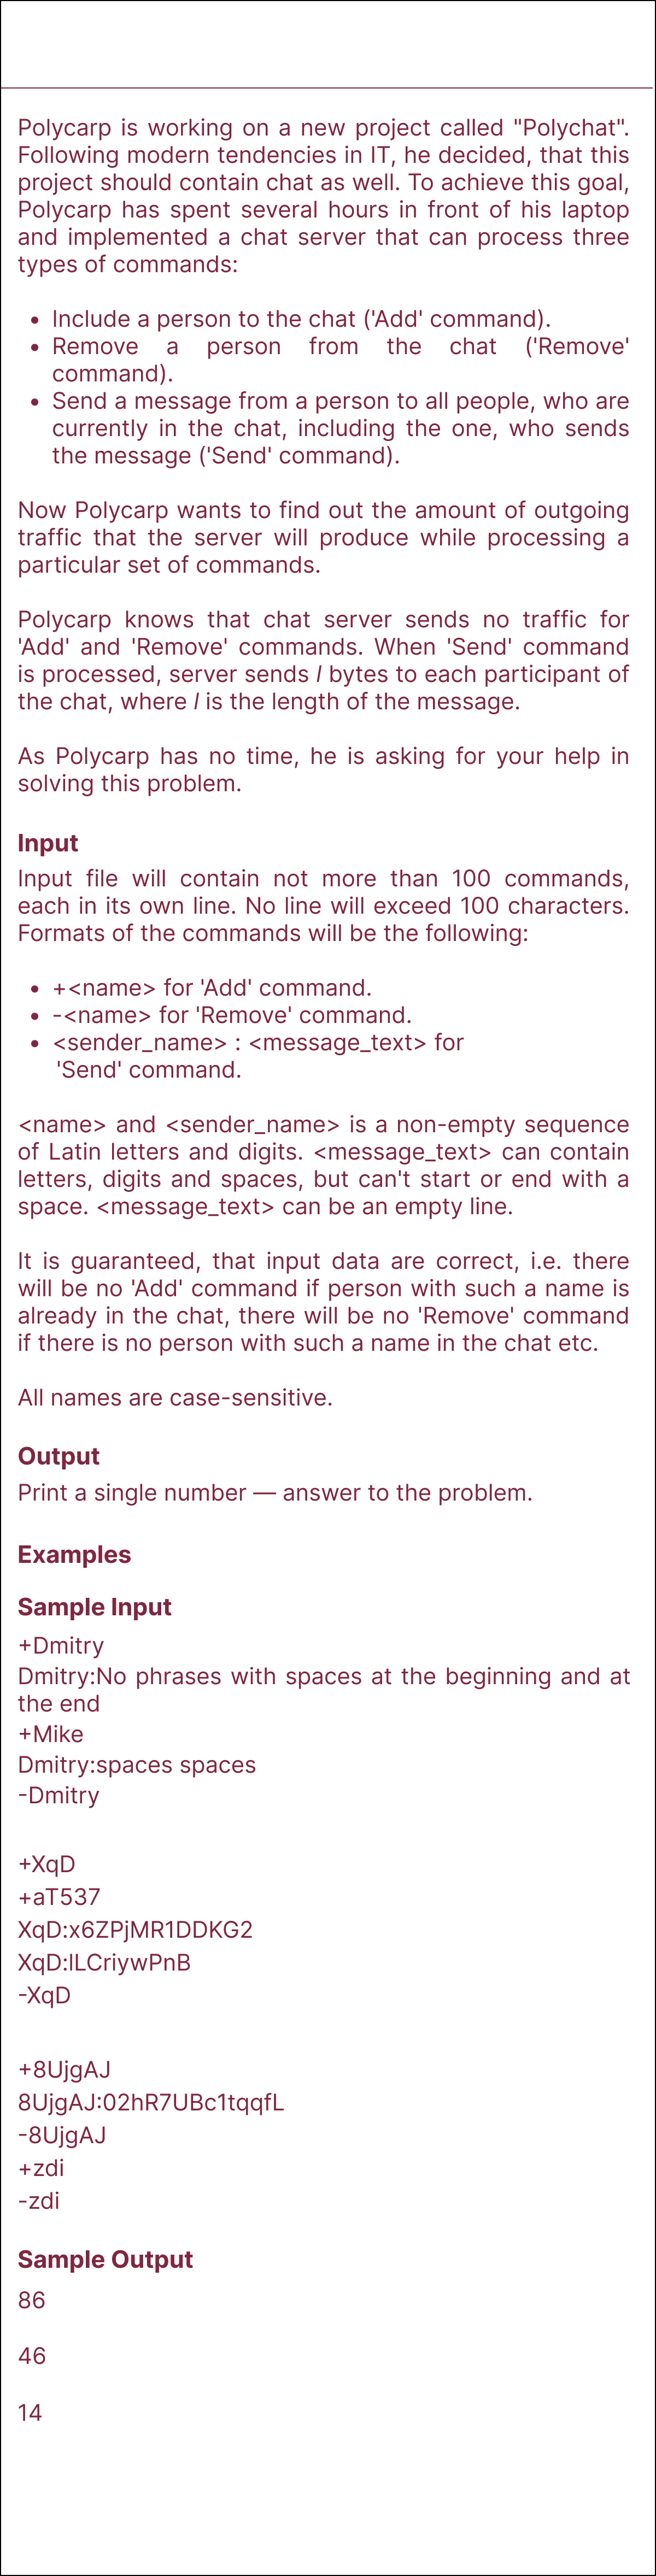 Polycarp is working on a new project called "Polychat".
Following modern tendencies in IT, he decided, that this
project should contain chat as well. To achieve this goal,
Polycarp has spent several hours in front of his laptop
and implemented a chat server that can process three
types of commands:
• Include a person to the chat ('Add' command).
• Remove a person from the chat ('Remove'
command).
• Send a message from a person to all people, who are
currently in the chat, including the one, who sends
the message ('Send' command).
Now Polycarp wants to find out the amount of outgoing
traffic that the server will produce while processing a
particular set of commands.
Polycarp knows that chat server sends no traffic for
'Add' and 'Remove' commands. When 'Send' command
is processed, server sends l bytes to each participant of
the chat, where l is the length of the message.
As Polycarp has no time, he is asking for your help in
solving this problem.
Input
Input file will contain not more than 100 commands,
each in its own line. No line will exceed 100 characters.
Formats of the commands will be the following:
• +<name> for 'Add' command.
• -<name> for 'Remove' command.
• <sender_name> : <message_text> for
'Send' command.
<name> and <sender_name> is a non-empty sequence
of Latin letters and digits. <message_text> can contain
letters, digits and spaces, but can't start or end with a
space. <message_text> can be an empty line.
It is guaranteed, that input data are correct, i.e. there
will be no 'Add' command if person with such a name is
already in the chat, there will be no 'Remove' command
if there is no person with such a name in the chat etc.
All names are case-sensitive.
Output
Print a single number — answer to the problem.
Examples
Sample Input
+Dmitry
Dmitry:No phrases with spaces at the beginning and at
the end
+Mike
Dmitry:spaces spaces
-Dmitry
+XqD
+aT537
XqD:x6ZPjMR1DDKG2
XqD:lLCriywPnB
-XqD
+8UjgAJ
8UjgAJ:02hR7UBc1tqqfL
-8UjgAJ
+zdi
-zdi
Sample Output
86
46
14